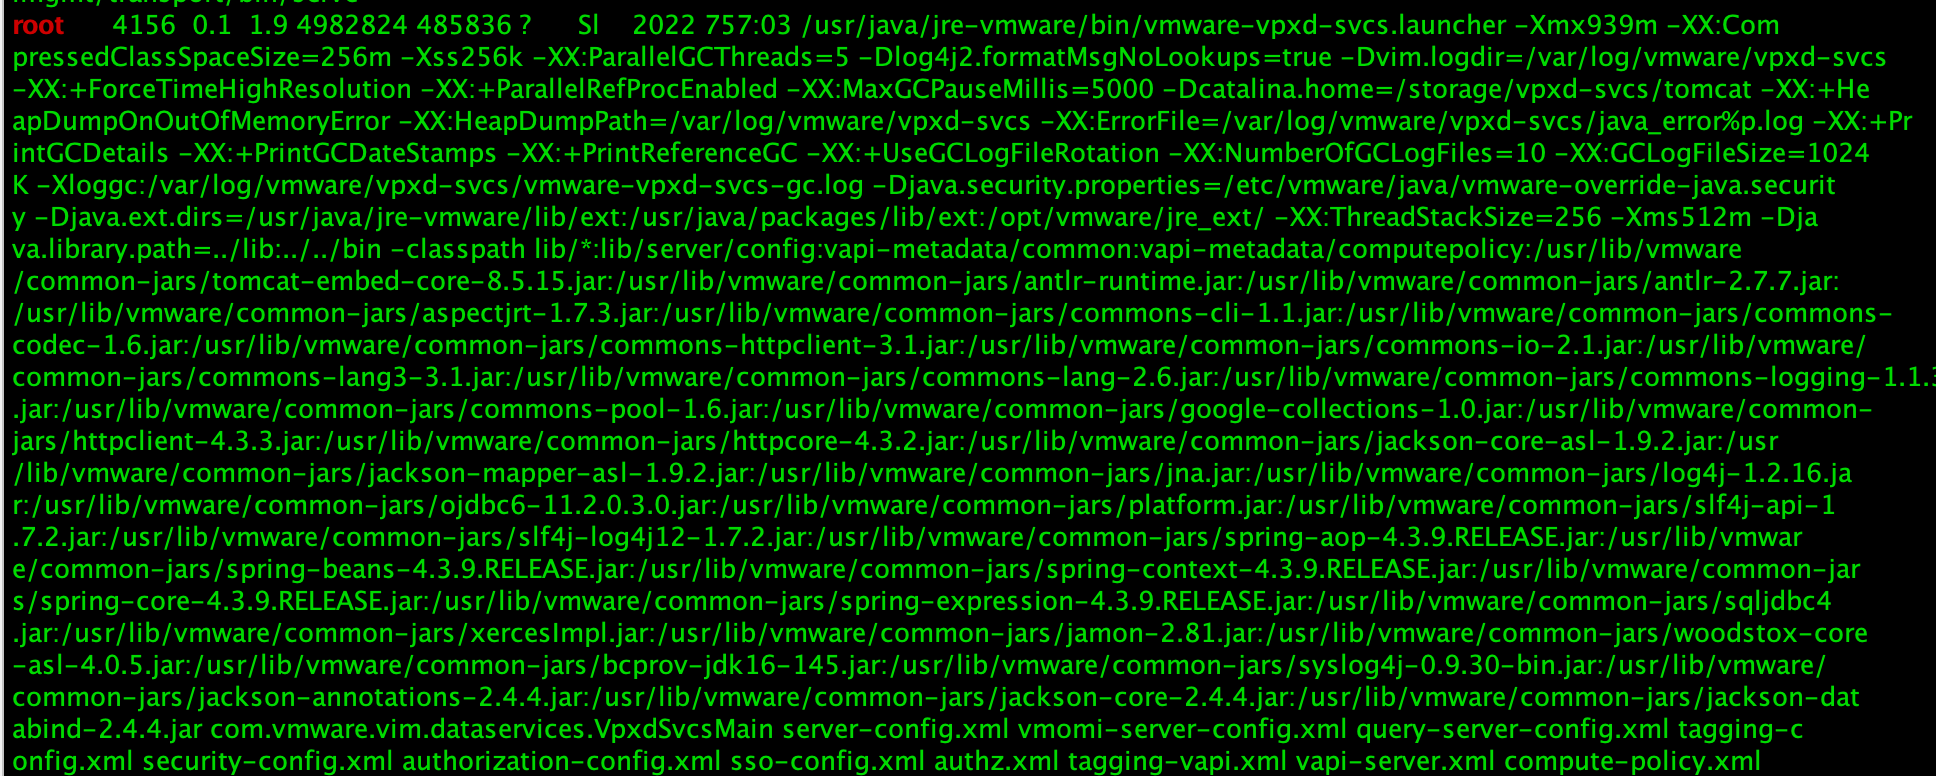 root 4156 0.1 1.9 4982824 485836 ? Sl 2022 757:03 /usr/java/jre-vmware/bin/vmware-vpxd-svcs.launcher -Xmx939m -XX:Com
pressedClassSpaceSize=256m -Xss256k -XX:ParallelGCThreads=5 -Dlog4j2.formatMsgNoLookups=true -Dvim.logdir=/var/log/vmware/vpxd-svcs
-XX:+ForceTimeHighResolution -XX:+ParallelRefProcEnabled -XX:MaxGCPauseMillis=5000 -Dcatalina.home=/storage/vpxd-svcs/tomcat -XX:+He
apDumpOnOutOfMemoryError -XX:HeapDumpPath=/var/log/vmware/vpxd-svcs -XX:ErrorFile=/var/log/vmware/vpxd-svcs/java_error%p.log -XX:+Pr
intGCDetails -XX:+PrintGCDateStamps -XX:+PrintReferenceGC -XX:+UseGCLogFileRotation -XX:NumberOfGCLogFiles=10 -XX:GCLogFileSize=1024
K -Xloggc:/var/log/vmware/vpxd-svcs/vmware-vpxd-svcs-gc.log -Djava.security.properties=/etc/vmware/java/vmware-override-java.securit
y -Djava.ext.dirs=/usr/java/jre-vmware/lib/ext:/usr/java/packages/lib/ext:/opt/vmware/jre_ext/ -XX:ThreadStackSize=256 -Xms512m -Dja
va.library.path=../lib:../../bin -classpath lib/*:lib/server/config:vapi-metadata/common:vapi-metadata/computepolicy:/usr/lib/vmware
/common-jars/tomcat-embed-core-8.5.15.jar:/usr/lib/vmware/common-jars/antlr-runtime.jar:/usr/lib/vmware/common-jars/antlr-2.7.7.jar:
/usr/lib/vmware/common-jars/aspectjrt-1.7.3.jar:/usr/lib/vmware/common-jars/commons-cli-1.1.jar:/usr/lib/vmware/common-jars/commons-
codec-1.6.jar:/usr/lib/vmware/common-jars/commons-httpclient-3.1.jar:/usr/lib/vmware/common-jars/commons-io-2.1.jar:/usr/lib/vmware/
common-jars/commons-lang3-3.1.jar:/usr/lib/vmware/common-jars/commons-lang-2.6.jar:/usr/lib/vmware/common-jars/commons-logging-1.1.3
.jar:/usr/lib/vmware/common-jars/commons-pool-1.6.jar:/usr/lib/vmware/common-jars/google-collections-1.0.jar:/usr/lib/vmware/common-
jars/httpclient-4.3.3.jar:/usr/lib/vmware/common-jars/httpcore-4.3.2.jar:/usr/lib/vmware/common-jars/jackson-core-asl-1.9.2.jar:/usr
/lib/vmware/common-jars/jackson-mapper-asl-1.9.2.jar:/usr/lib/vmware/common-jars/jna.jar:/usr/lib/vmware/common-jars/log4j-1.2.16.ja
r:/usr/lib/vmware/common-jars/ojdbc6-11.2.0.3.0.jar:/usr/lib/vmware/common-jars/platform.jar:/usr/lib/vmware/common-jars/slf4j-api-1
.7.2.jar:/usr/lib/vmware/common-jars/slf4j-log4j12-1.7.2.jar:/usr/lib/vmware/common-jars/spring-aop-4.3.9.RELEASE.jar:/usr/lib/vmwar
e/common-jars/spring-beans-4.3.9.RELEASE.jar:/usr/lib/vmware/common-jars/spring-context-4.3.9.RELEASE.jar:/usr/lib/vmware/common-jar
s/spring-core-4.3.9.RELEASE.jar:/usr/lib/vmware/common-jars/spring-expression-4.3.9.RELEASE.jar:/usr/lib/vmware/common-jars/sqljdbc4
.jar:/usr/lib/vmware/common-jars/xercesImpl.jar:/usr/lib/vmware/common-jars/jamon-2.81.jar:/usr/lib/vmware/common-jars/woodstox-core
-asl-4.0.5.jar:/usr/lib/vmware/common-jars/bcprov-jdk16-145.jar:/usr/lib/vmware/common-jars/syslog4j-0.9.30-bin.jar:/usr/lib/vmware/
common-jars/jackson-annotations-2.4.4.jar:/usr/lib/vmware/common-jars/jackson-core-2.4.4.jar:/usr/lib/vmware/common-jars/jackson-dat
abind-2.4.4.jar com.vmware.vim.dataservices.VpxdSvcsMain server-config.xml vmomi-server-config.xml query-server-config.xml tagging-c
onfig.xml security-config.xml authorization-config.xml sso-config.xml authz.xml tagging-vapi.xml vapi-server.xml compute-policy.xml